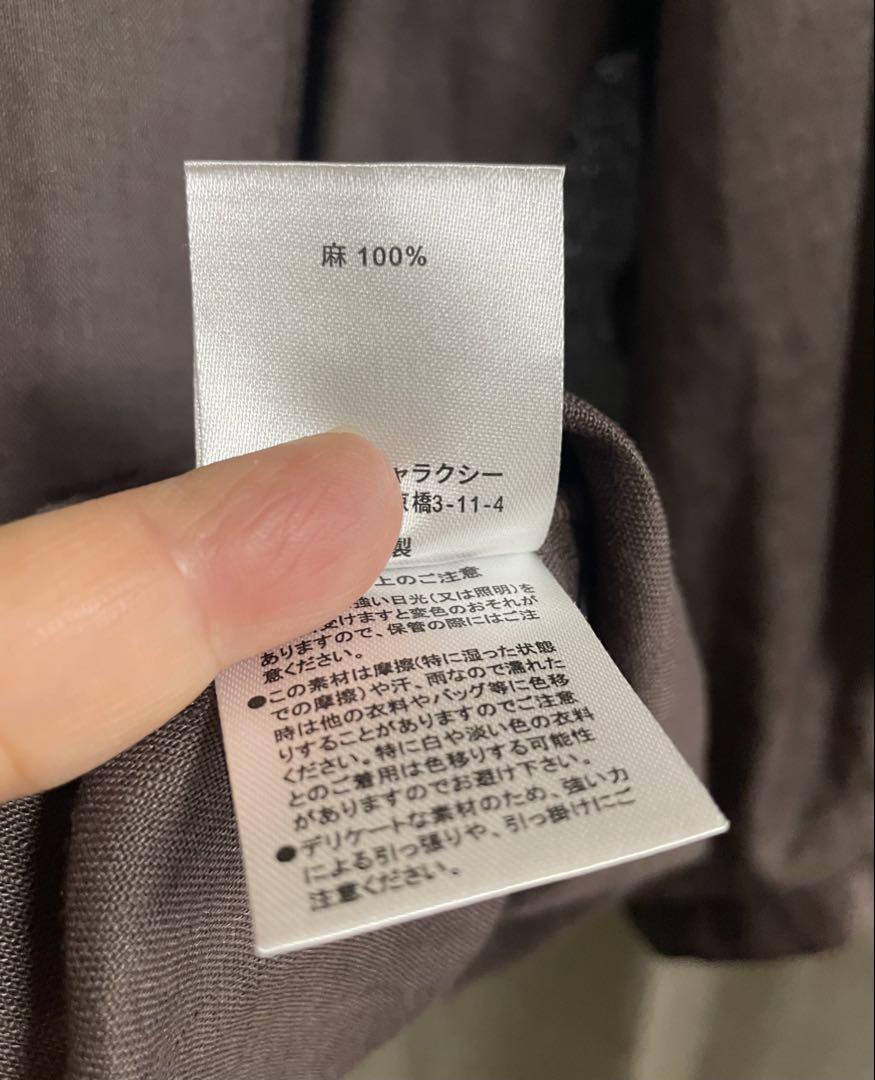 麻 100%
ャラクシー
橋3-11-4
製
上のご注意
強い日光(又は照明)を
受けますと変色のおそれが
ありますので、保管の際にはご注
意ください。
●この素材は摩擦(特に湿った状態
での摩擦)や汗、雨なので濡れた
時は他の衣料やバッグ等に色移
りすることがありますのでご注意
ください。特に白や淡い色の衣料
とのご着用は色移りする可能性
がありますのでお避け下さい。
●デリケートな素材のため、強い力
による引っ張りや、引っ掛けにご
注意ください。